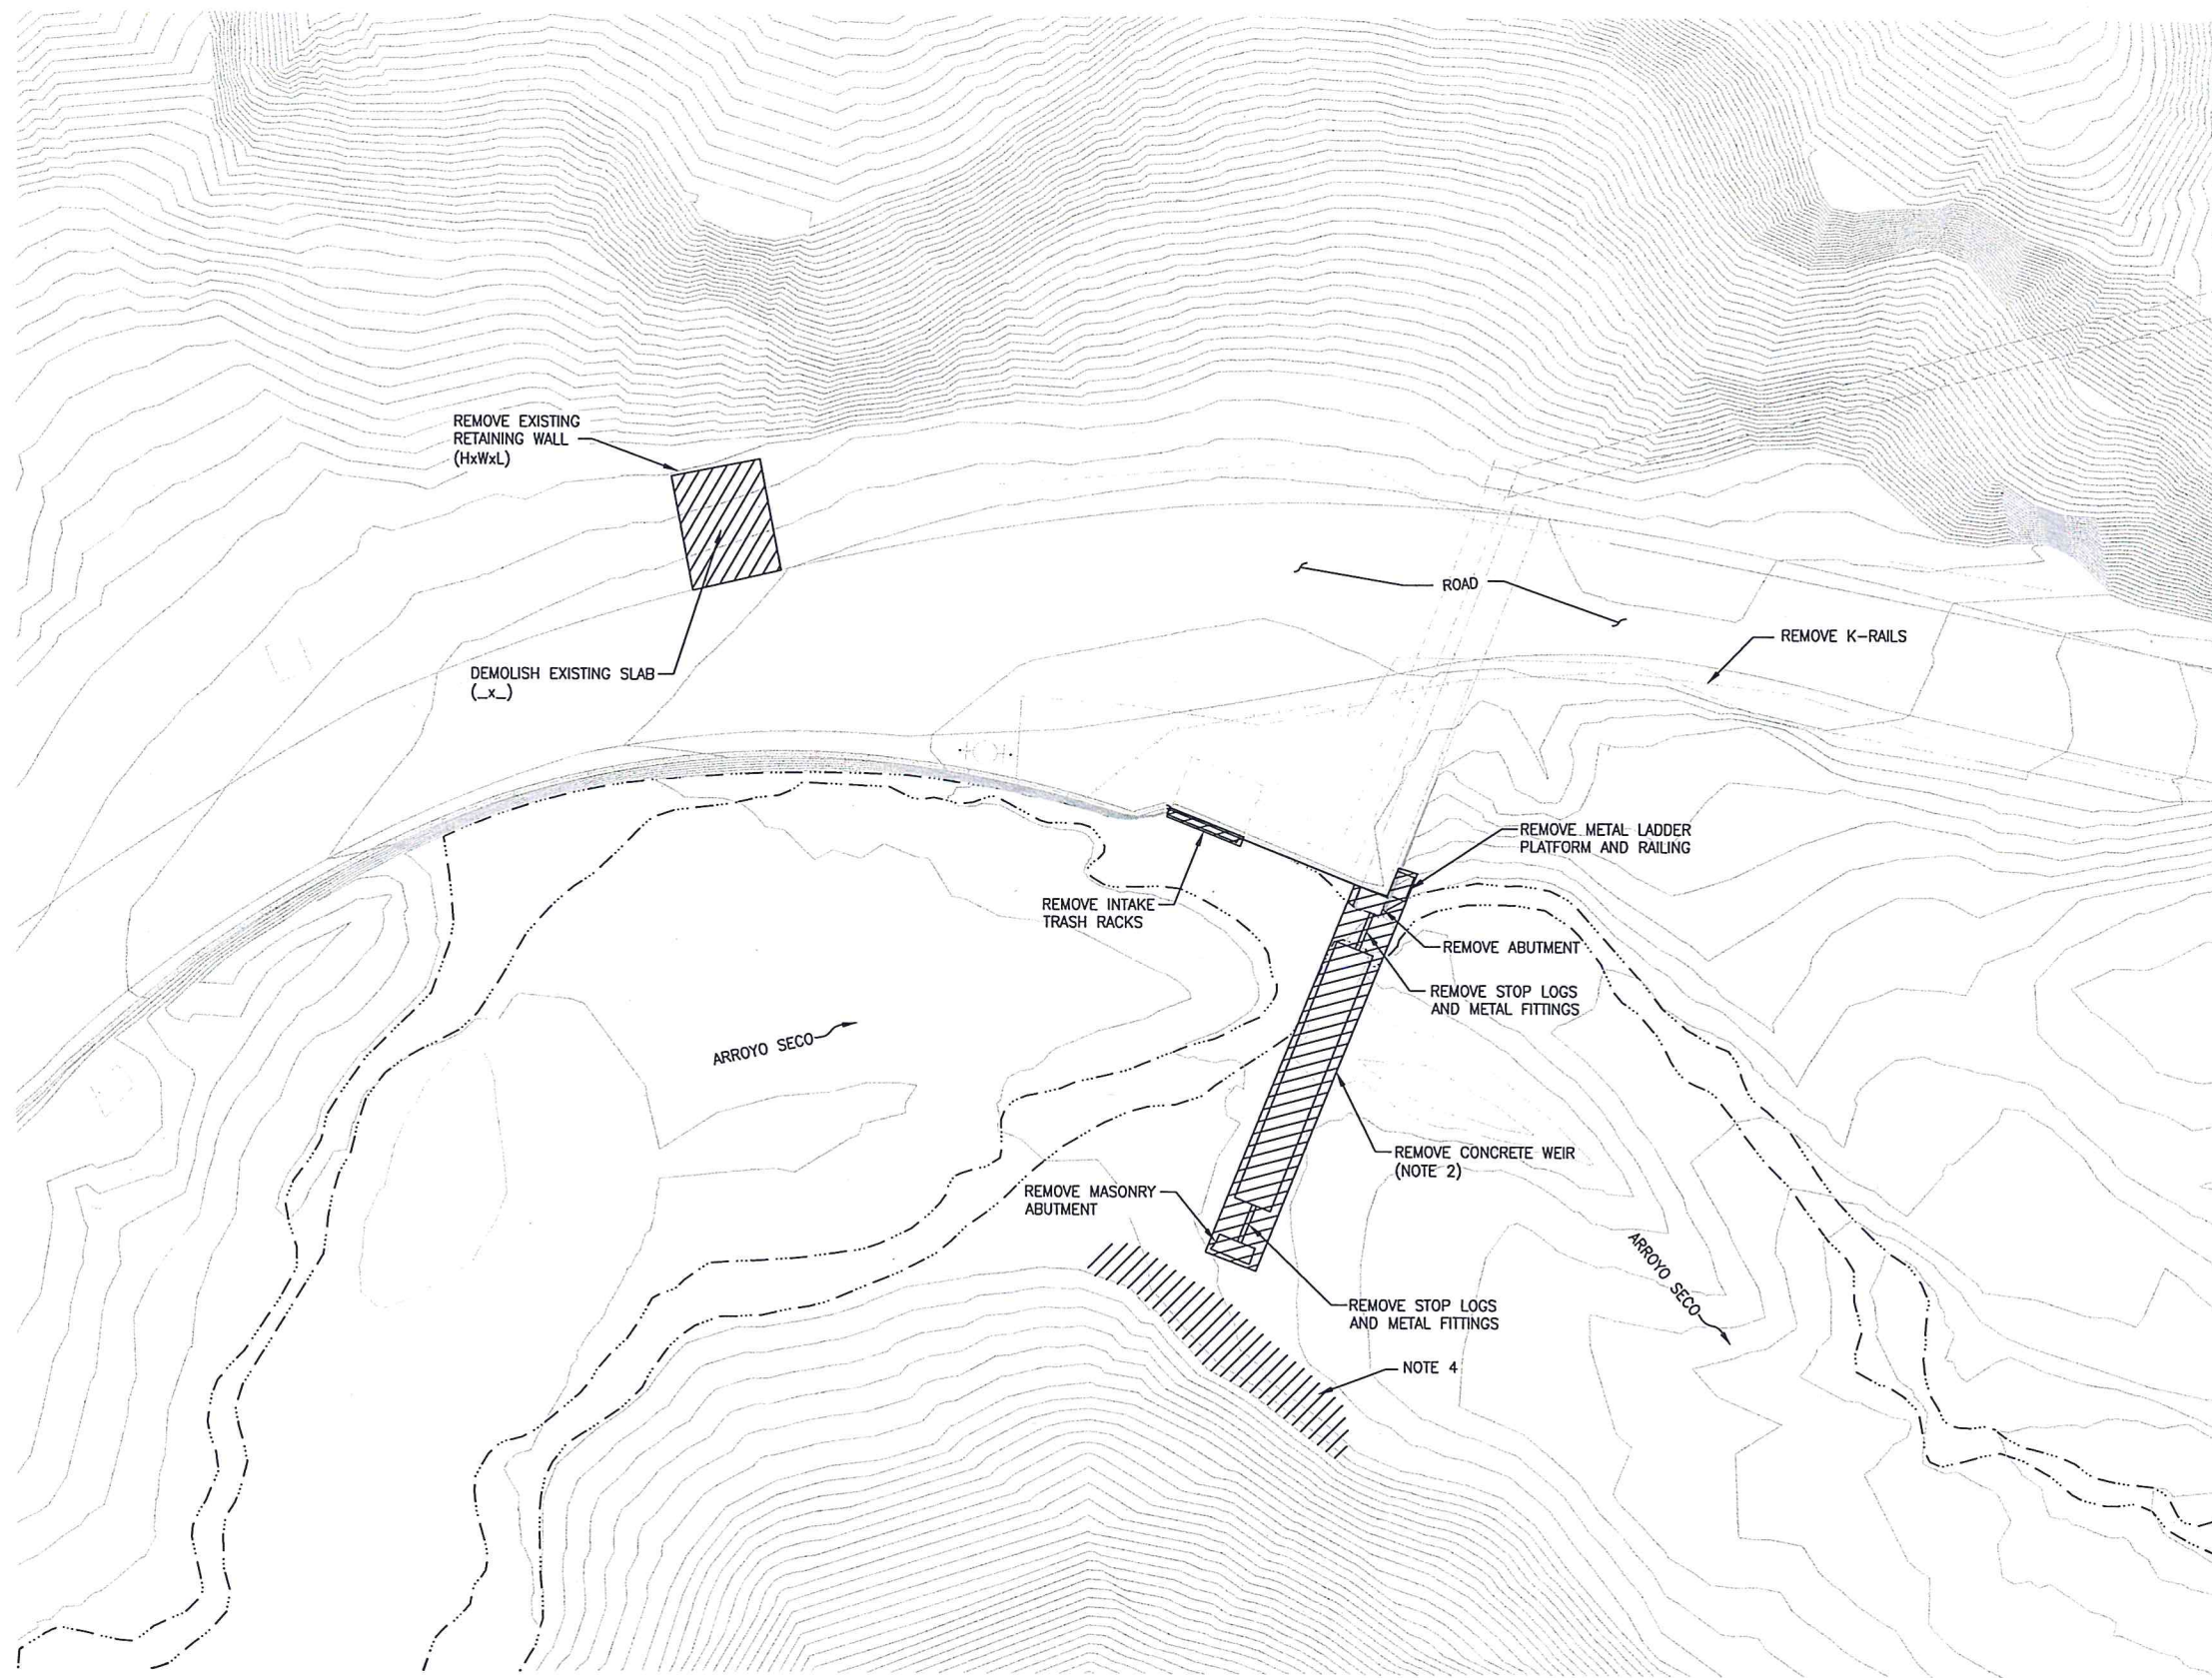 REMOVE EXISTING
RETAINING WALL
(HxWxL)
ROAD
REMOVE K-RAILS
DEMOLISH EXISTING SLAB
(_x_)
REMOVE METAL LADDER
PLATFORM AND RAILING
REMOVE INTAKE
TRASH RACKS
REMOVE ABUTMENT
REMOVE STOP LOGS
AND METAL FITTINGS
ARROYO SECO
REMOVE CONCRETE WEIR
(NOTE 2)
REMOVE MASONRY
ABUTMENT
ARROYO SECO
REMOVE STOP LOGS
AND METAL FITTINGS
NOTE 4